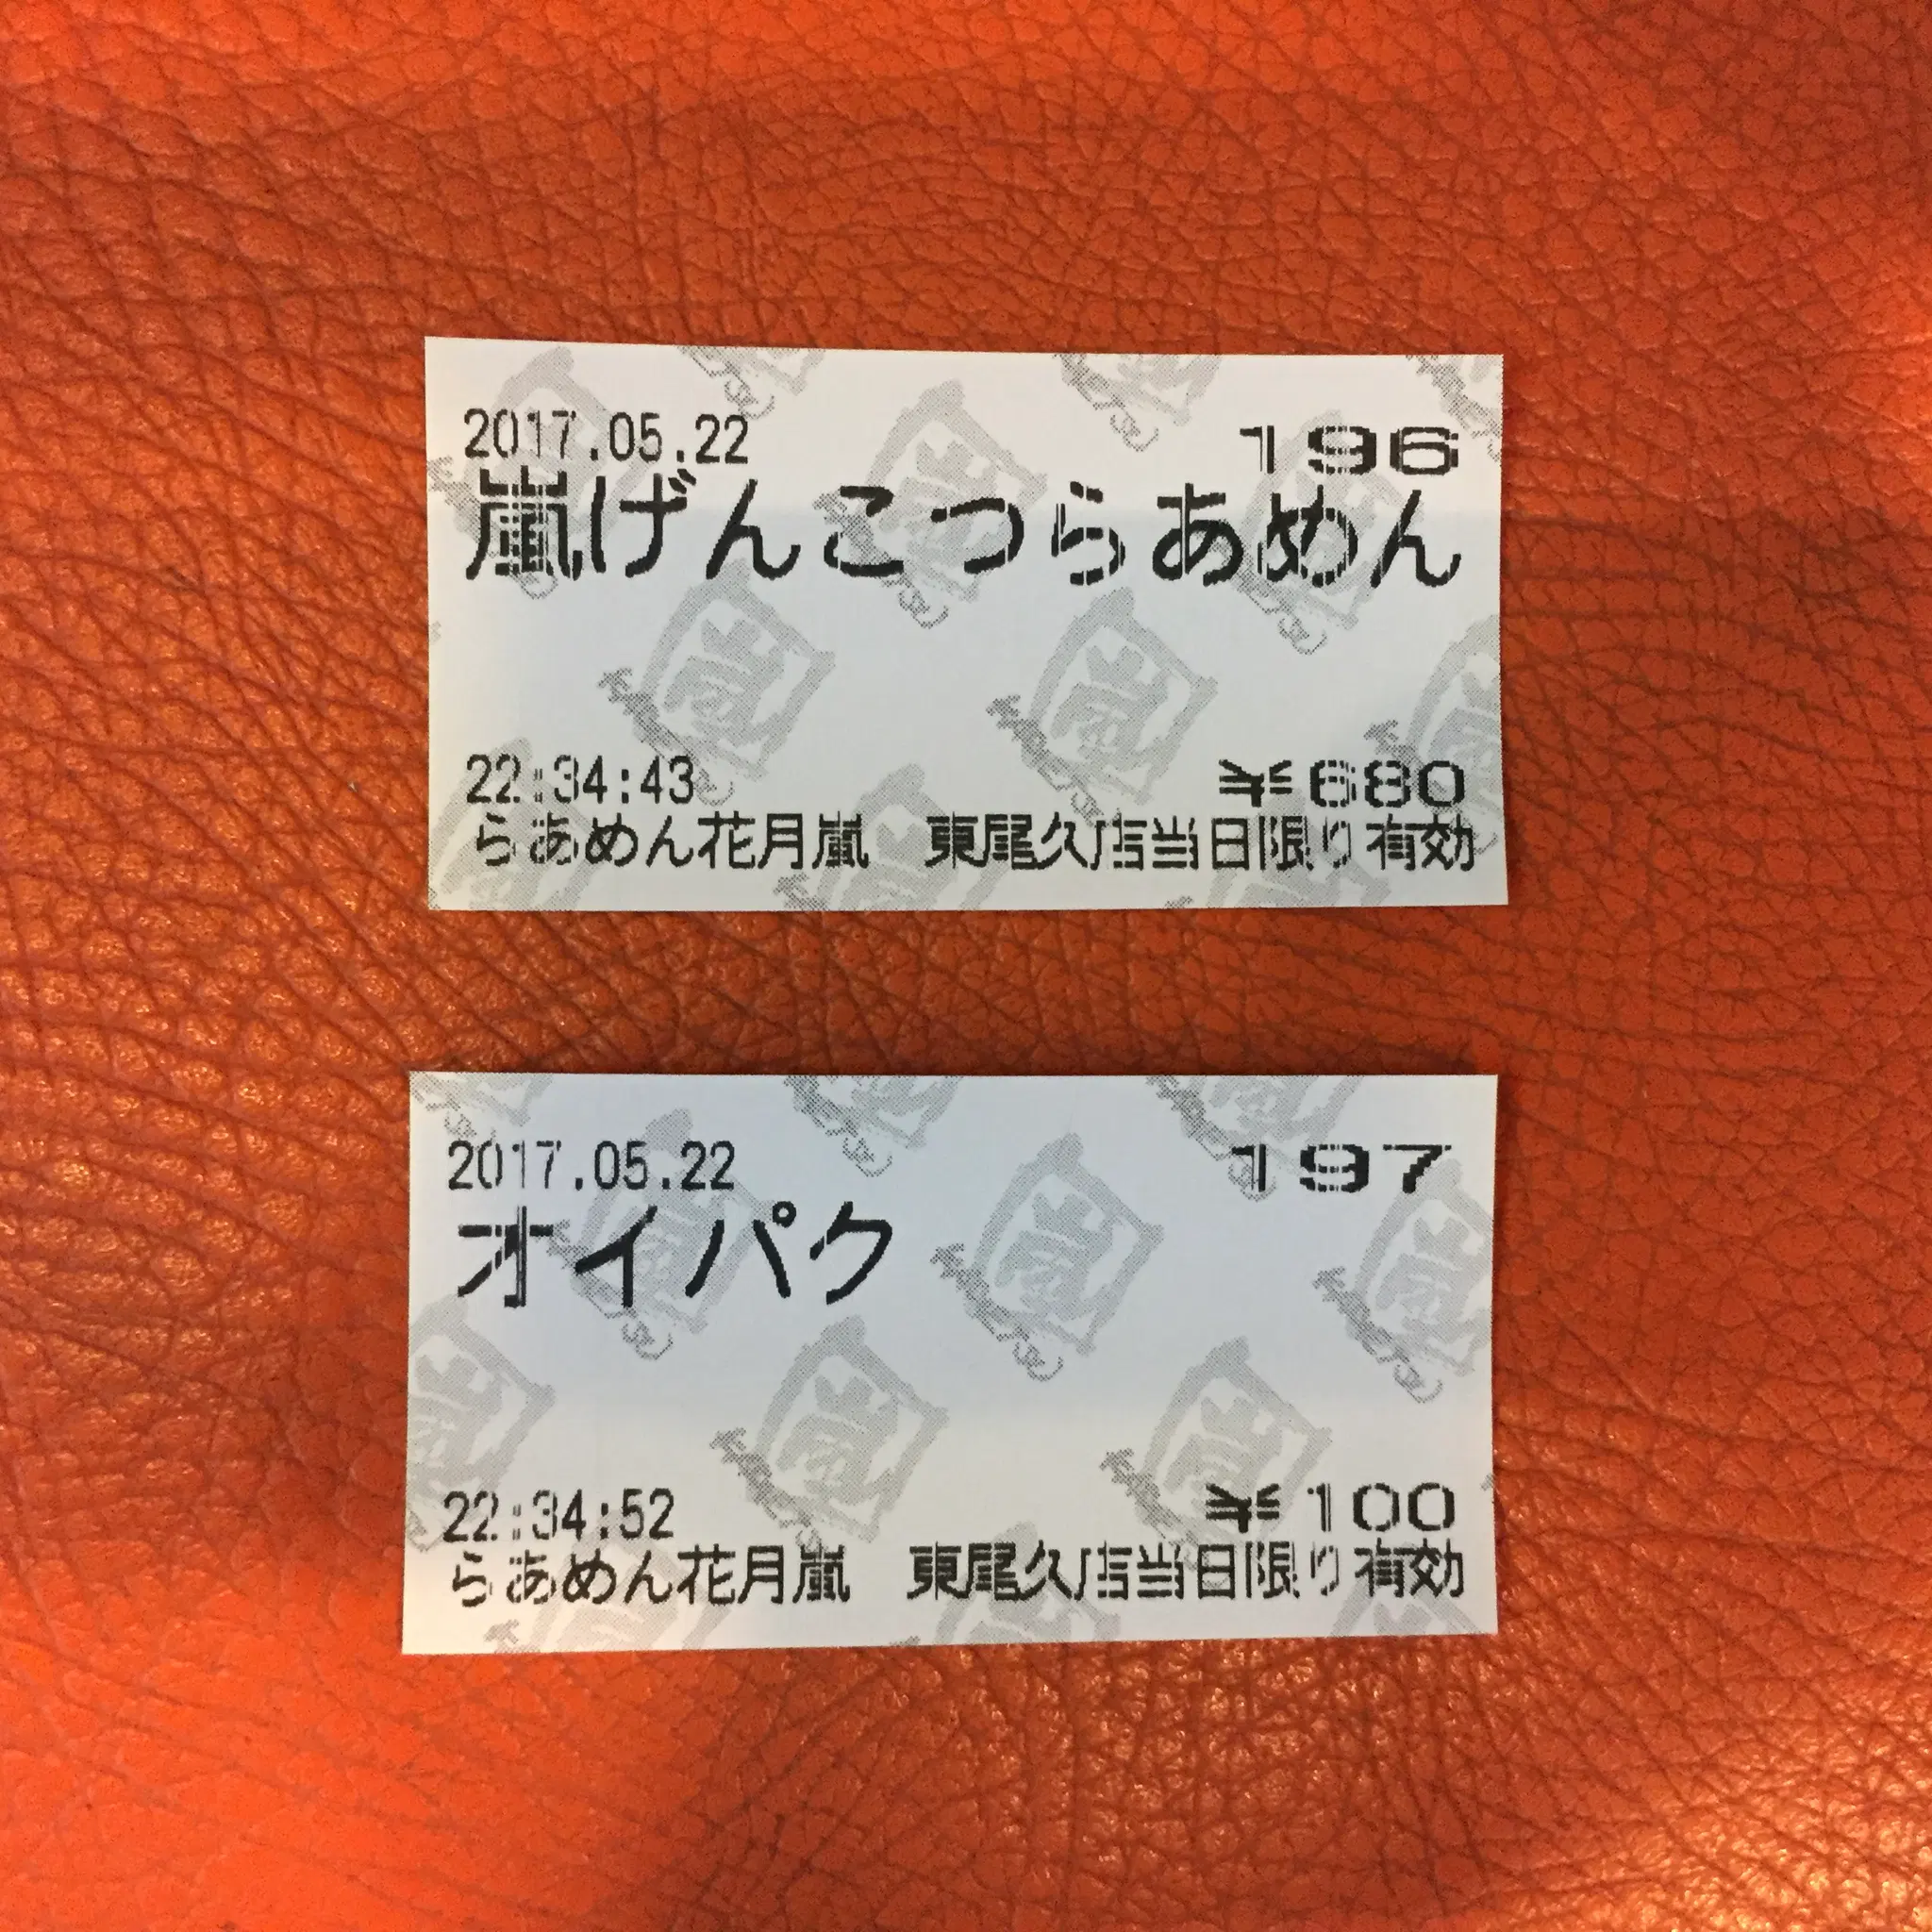 2017.05.22 196
嵐げんこつらあめん
22:34:43 ¥680
らあめん花月嵐 東尾久店当日限り有効
2017.05.22 197
オイパク
22:34:52 ¥100
らあめん花月嵐 東尾久店当日限り有効